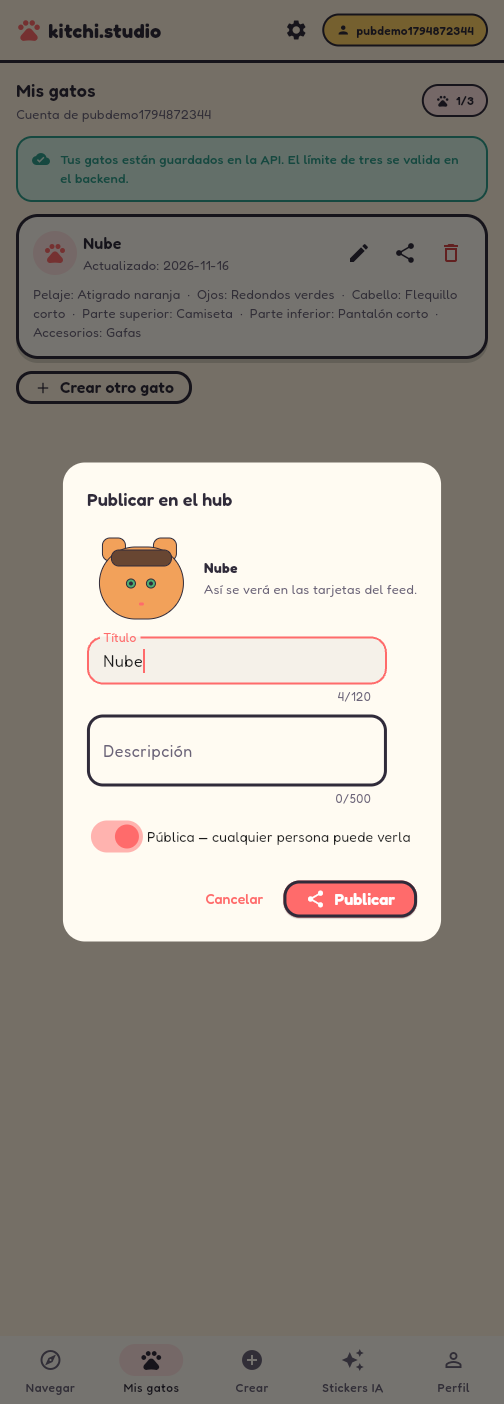 kitchi.studio
pubdemo1794872344
Mis gatos
Cuenta de pubdemo1794872344
1/3
Tus gatos están guardados en la API. El límite de tres se valida en
el backend.
Nube
Actualizado: 2026-11-16
Pelaje: Atigrado naranja · Ojos: Redondos verdes · Cabello: Flequillo
corto · Parte superior: Camiseta · Parte inferior: Pantalón corto ·
Accesorios: Gafas
+ Crear otro gato
Publicar en el hub
Nube
Así se verá en las tarjetas del feed.
Título
Nube
4/120
Descripción
0/500
Pública — cualquier persona puede verla
Cancelar
Publicar
Navegar
Mis gatos
Crear
Stickers IA
Perfil